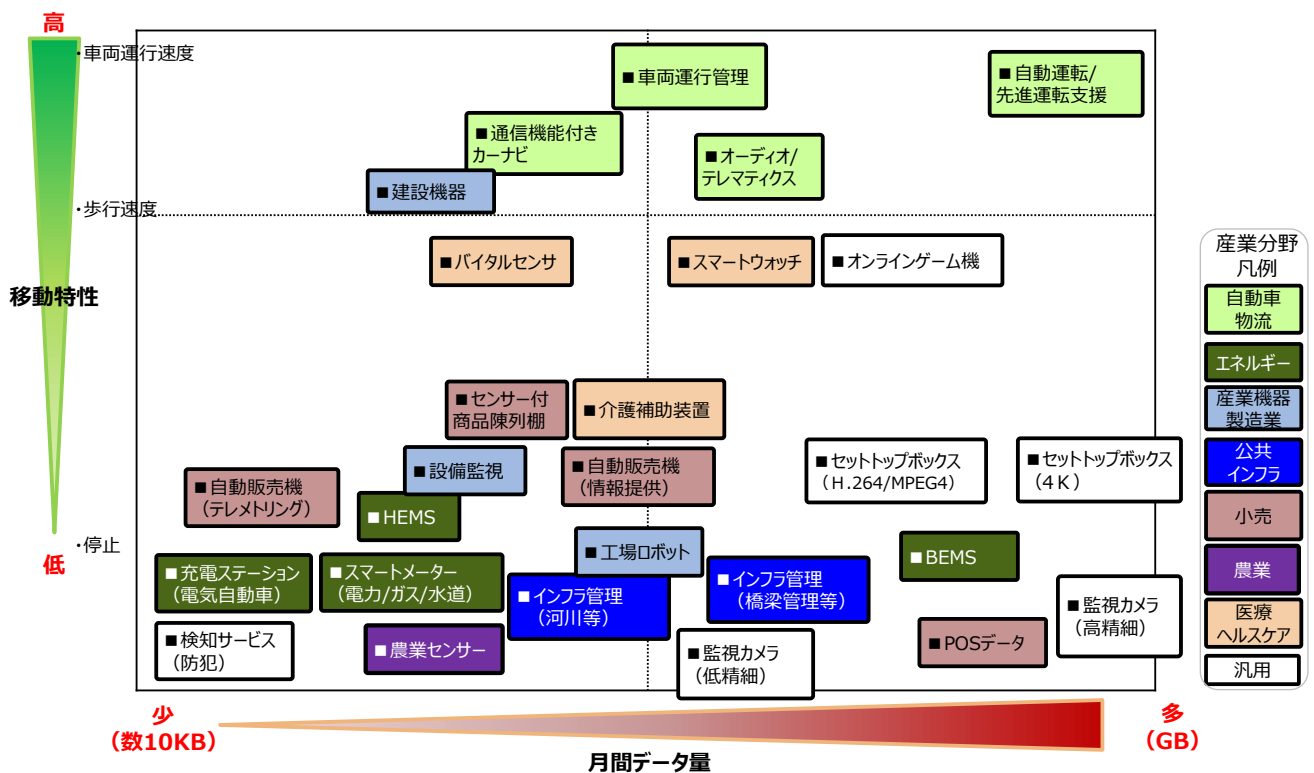 高
・車両運行速度
■車両運行管理
■自動運転/
先進運転支援
■通信機能付き
カーナビ
■オーディオ/
テレマティクス
■建設機器
・歩行速度
■バイタルセンサ
■スマートウォッチ
■オンラインゲーム機
移動特性
■センサー付
商品陳列棚
■介護補助装置
■自動販売機
(テレメトリング)
■設備監視
■自動販売機
(情報提供)
■セットトップボックス
(H.264/MPEG4)
■セットトップボックス
(4K)
■HEMS
・停止
低
■工場ロボット
■BEMS
■充電ステーション
(電気自動車)
■スマートメーター
(電力/ガス/水道)
■インフラ管理
(河川等)
■インフラ管理
(橋梁管理等)
■監視カメラ
(高精細)
■検知サービス
(防犯)
■農業センサー
■監視カメラ
(低精細)
■POSデータ
少
(数10KB)
多
(GB)
月間データ量
産業分野
凡例
自動車
物流
エネルギー
産業機器
製造業
公共
インフラ
小売
農業
医療
ヘルスケア
汎用